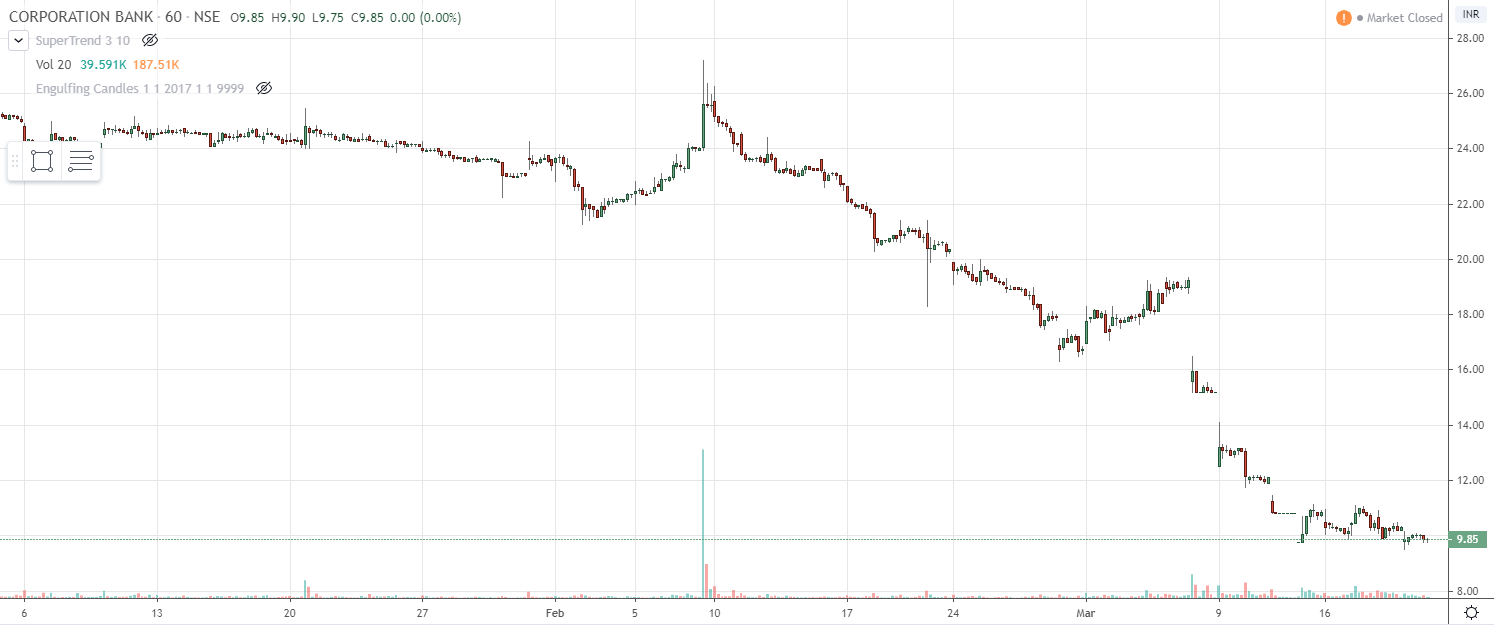 CORPORATION BANK · 60 · NSE O9.85 H9.90 L9.75 C9.85 0.00 (0.00%)
! Market Closed
INR
SuperTrend 3 10
Vol 20 39.591K 187.51K
Engulfing Candles 1 1 2017 1 1 9999
28.00
26.00
24.00
22.00
20.00
18.00
16.00
14.00
12.00
9.85
8.00
6 13 20 27 Feb 5 10 17 24 Mar 9 16